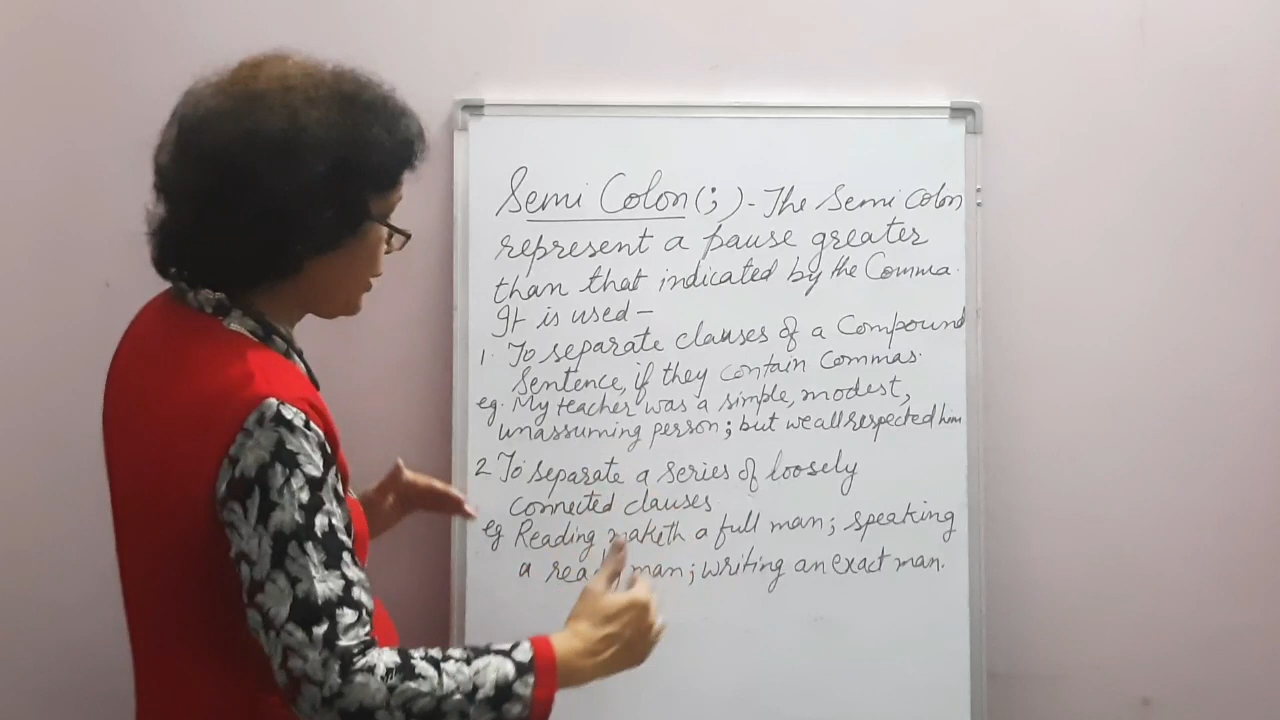 Semi Colon (;) - The Semi Colon
represent a pause greater
than that indicated by the Comma.
It is used -
1. To separate clauses of a Compound
Sentence, if they contain Commas.
eg. My teacher was a simple, modest,
unassuming person; but we all respected him
2 To separate a series of loosely
connected clauses
eg Reading maketh a full man; speaking
a ready man; writing an exact man.